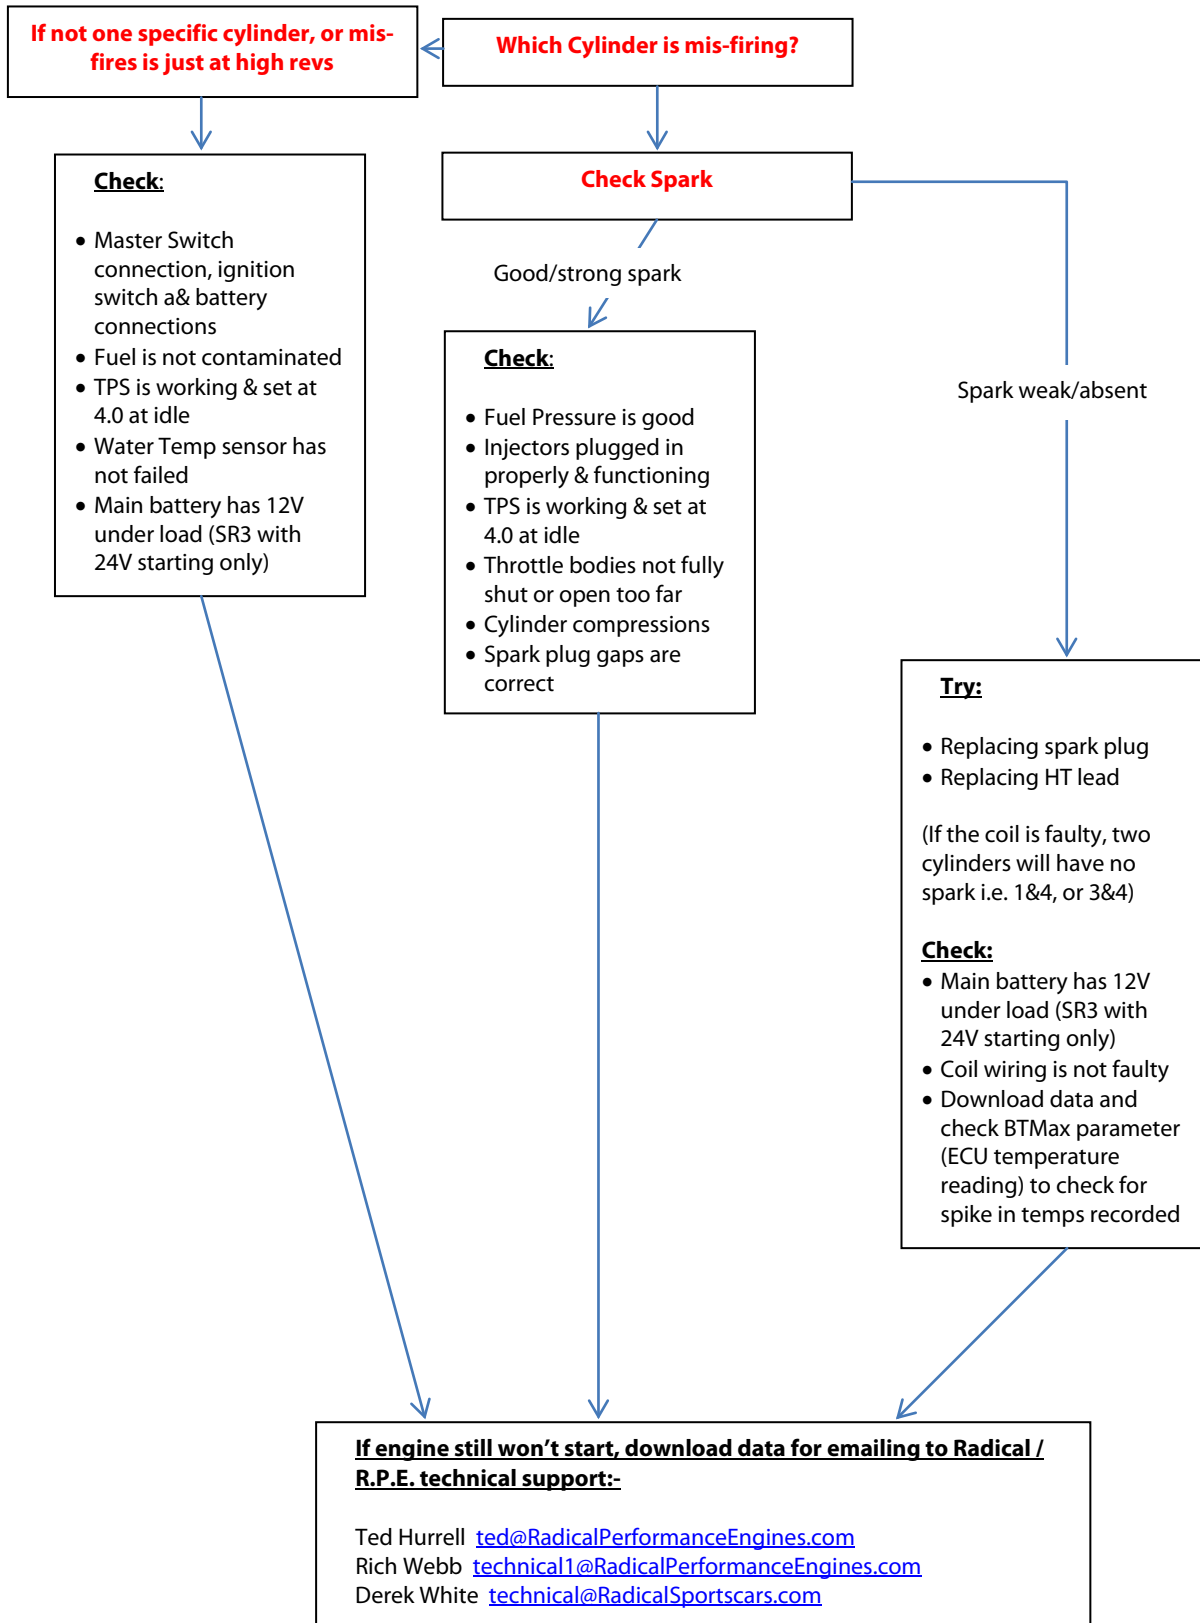 If not one specific cylinder, or mis-
fires is just at high revs
Which Cylinder is mis-firing?
Check:
• Master Switch
connection, ignition
switch a& battery
connections
• Fuel is not contaminated
• TPS is working & set at
4.0 at idle
• Water Temp sensor has
not failed
• Main battery has 12V
under load (SR3 with
24V starting only)
Check Spark
Good/strong spark
Check:
• Fuel Pressure is good
• Injectors plugged in
properly & functioning
• TPS is working & set at
4.0 at idle
• Throttle bodies not fully
shut or open too far
• Cylinder compressions
• Spark plug gaps are
correct
Spark weak/absent
Try:
• Replacing spark plug
• Replacing HT lead
(If the coil is faulty, two
cylinders will have no
spark i.e. 1&4, or 3&4)
Check:
• Main battery has 12V
under load (SR3 with
24V starting only)
• Coil wiring is not faulty
• Download data and
check BTMax parameter
(ECU temperature
reading) to check for
spike in temps recorded
If engine still won’t start, download data for emailing to Radical /
R.P.E. technical support:-
Ted Hurrell ted@RadicalPerformanceEngines.com
Rich Webb technical1@RadicalPerformanceEngines.com
Derek White technical@RadicalSportscars.com